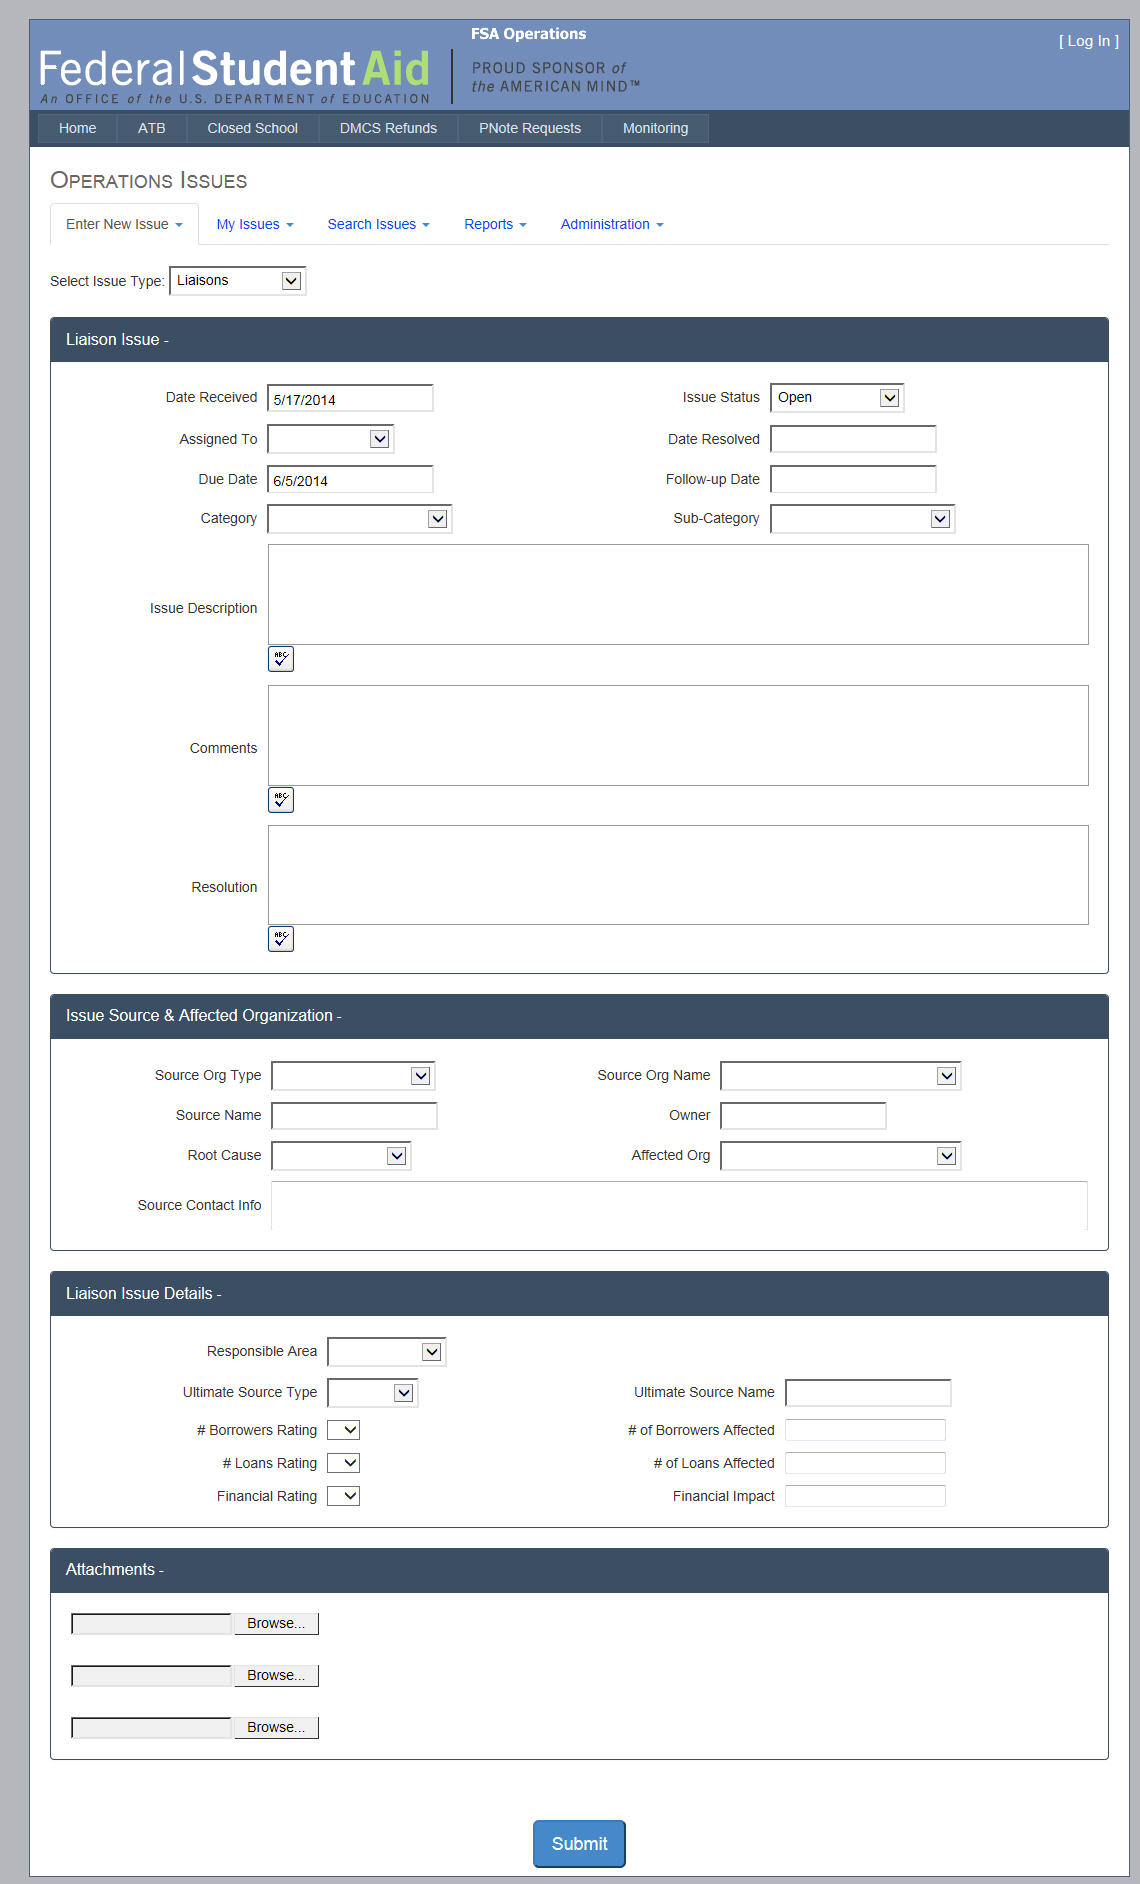 FSA Operations
[ Log In ]
Federal Student Aid
PROUD SPONSOR of
the AMERICAN MIND™
An OFFICE of the U.S. DEPARTMENT of EDUCATION
Home ATB Closed School DMCS Refunds PNote Requests Monitoring
Operations Issues
Enter New Issue My Issues Search Issues Reports Administration
Select Issue Type: Liaisons
Liaison Issue -
Date Received 5/17/2014 Issue Status Open
Assigned To Date Resolved
Due Date 6/5/2014 Follow-up Date
Category Sub-Category
Issue Description
ABC
Comments
ABC
Resolution
ABC
Issue Source & Affected Organization -
Source Org Type Source Org Name
Source Name Owner
Root Cause Affected Org
Source Contact Info
Liaison Issue Details -
Responsible Area
Ultimate Source Type Ultimate Source Name
# Borrowers Rating # of Borrowers Affected
# Loans Rating # of Loans Affected
Financial Rating Financial Impact
Attachments -
Browse...
Browse...
Browse...
Submit